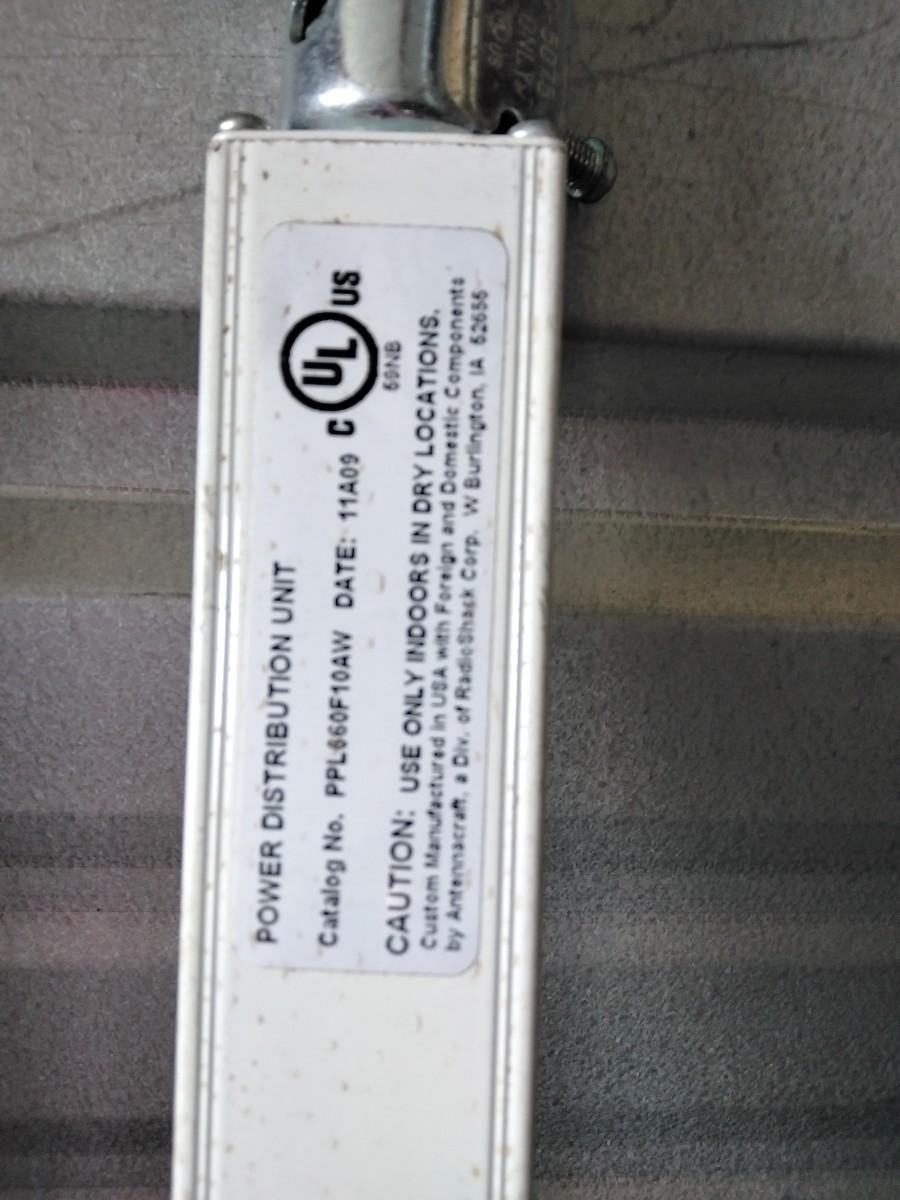 POWER DISTRIBUTION UNIT
Catalog No. PPL660F10AW DATE: 11A09
C UL US
69NB
CAUTION: USE ONLY INDOORS IN DRY LOCATIONS.
Custom Manufactured in USA with Foreign and Domestic Components
by Antennacraft, a Div. of RadioShack Corp. W Burlington, IA 52655